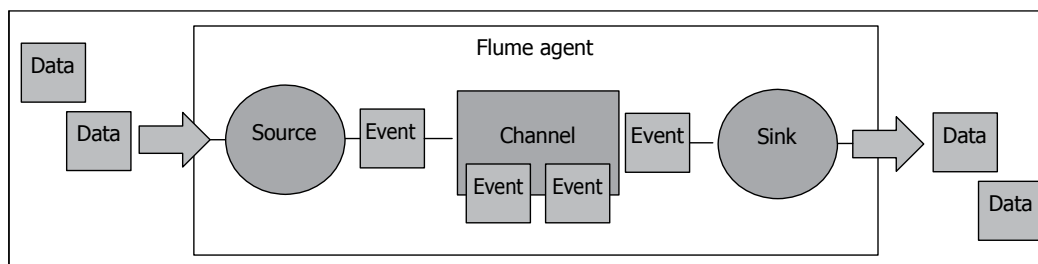 Flume agent
Data
Data
Source
Event
Channel
Event
Event
Event
Sink
Data
Data